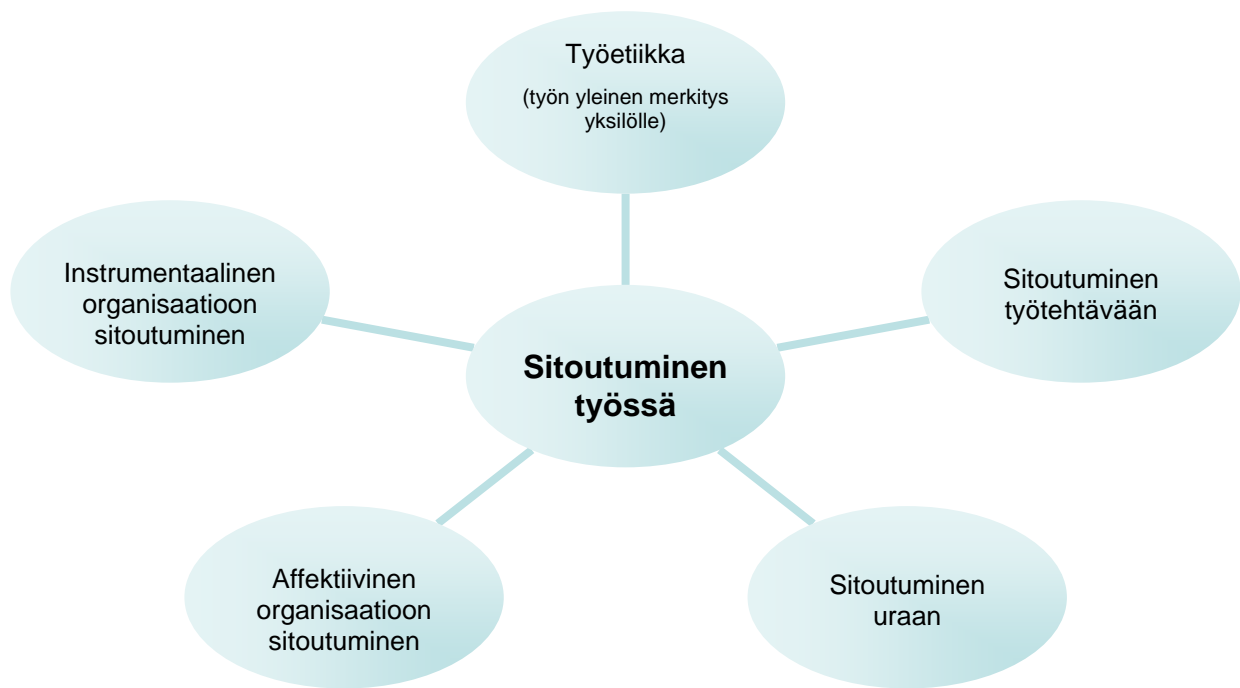 Työetiikka
(työn yleinen merkitys
yksilölle)
Instrumentaalinen
organisaatioon
sitoutuminen
Sitoutuminen
työtehtävään
Sitoutuminen
työssä
Affektiivinen
organisaatioon
sitoutuminen
Sitoutuminen
uraan